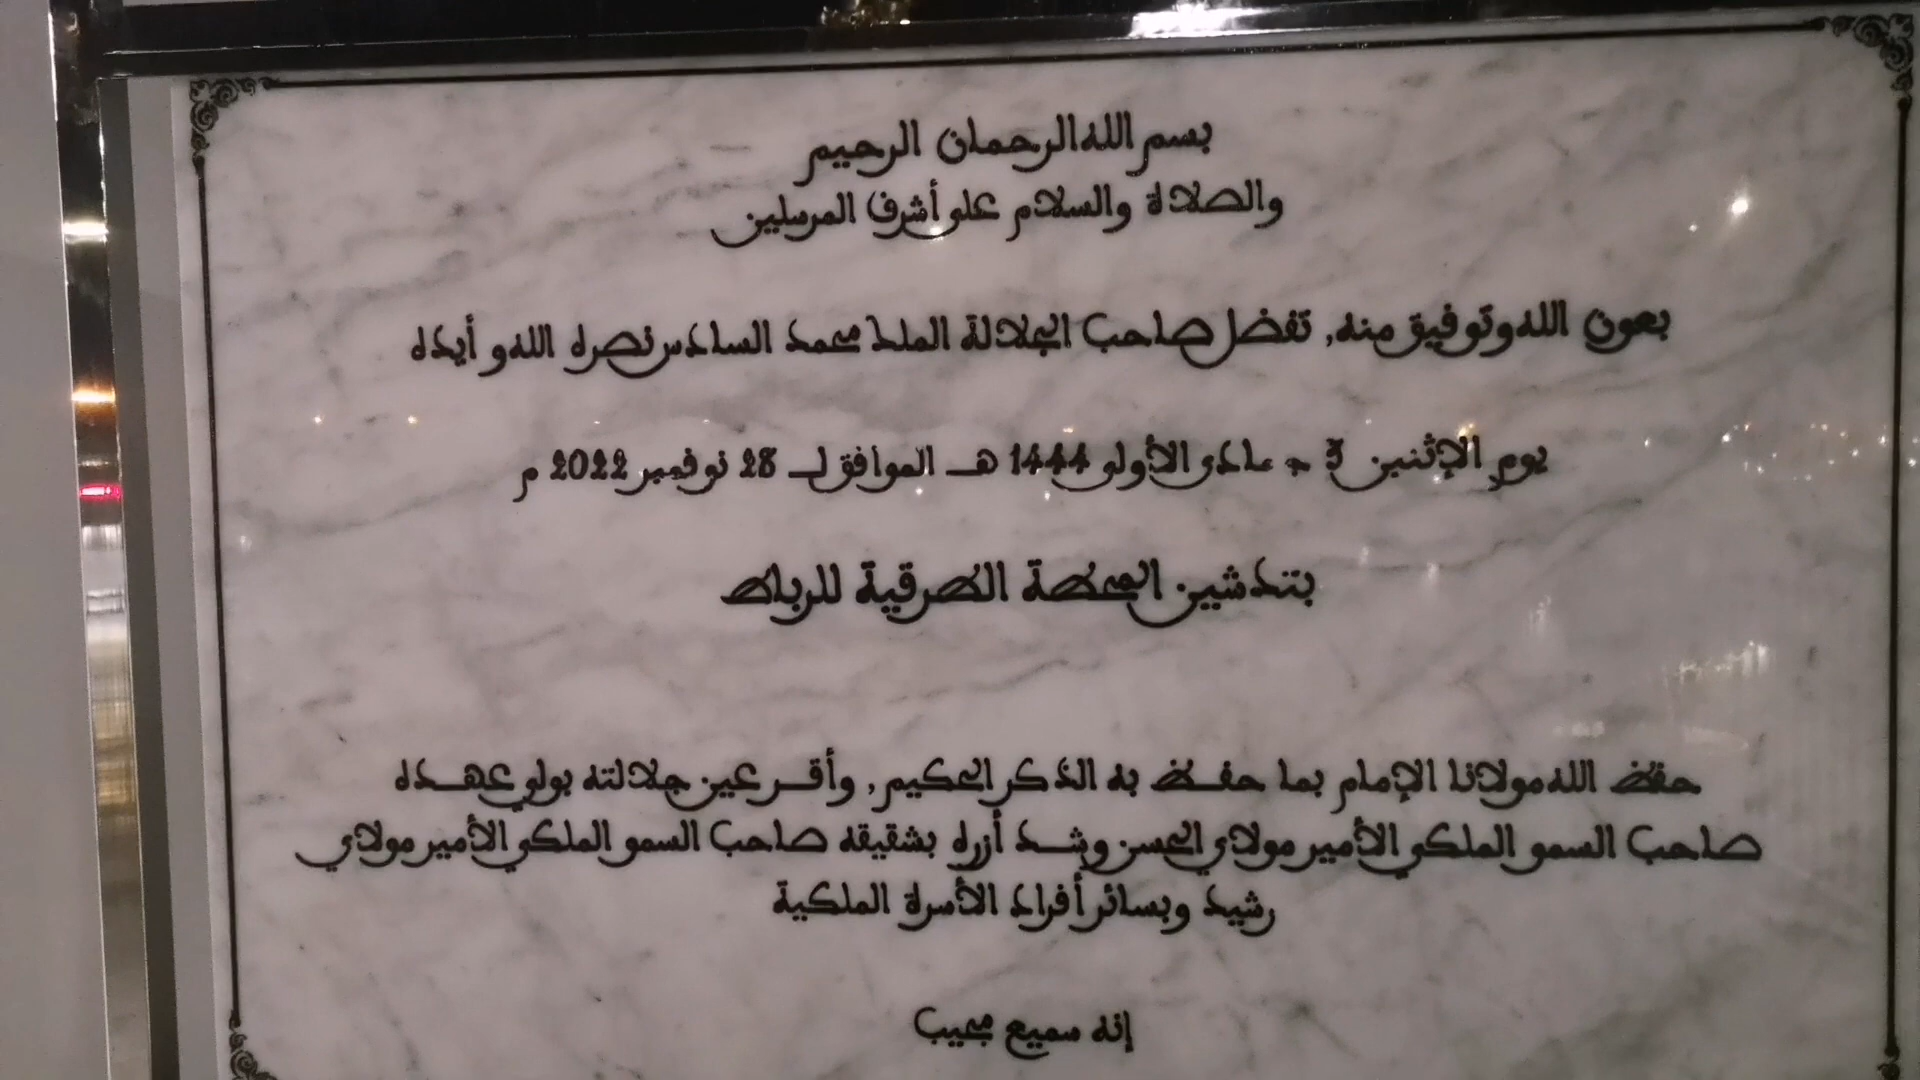 بسم الله الرحمان الرحيم
والصلاة والسلام على أشرف المرسلين
بعون الله وتوفيق منه, تفضل صاحب الجلالة الملك محمد السادس نصره الله و أيده
يوم الإثنين 3 جمادى الأولى 1444 هـ الموافق لـ 28 نوفمبر 2022 م
بتدشين المحطة الطرقية للرباط
حفظ الله مولانا الإمام بما حفظ به الذكر الحكيم, وأقر عين جلالته بولي عهده
صاحب السمو الملكي الأمير مولاي الحسن وشد أزره بشقيقه صاحب السمو الملكي الأمير مولاي
رشيد وبسائر أفراد الأسرة الملكية
إنه سميع مجيب